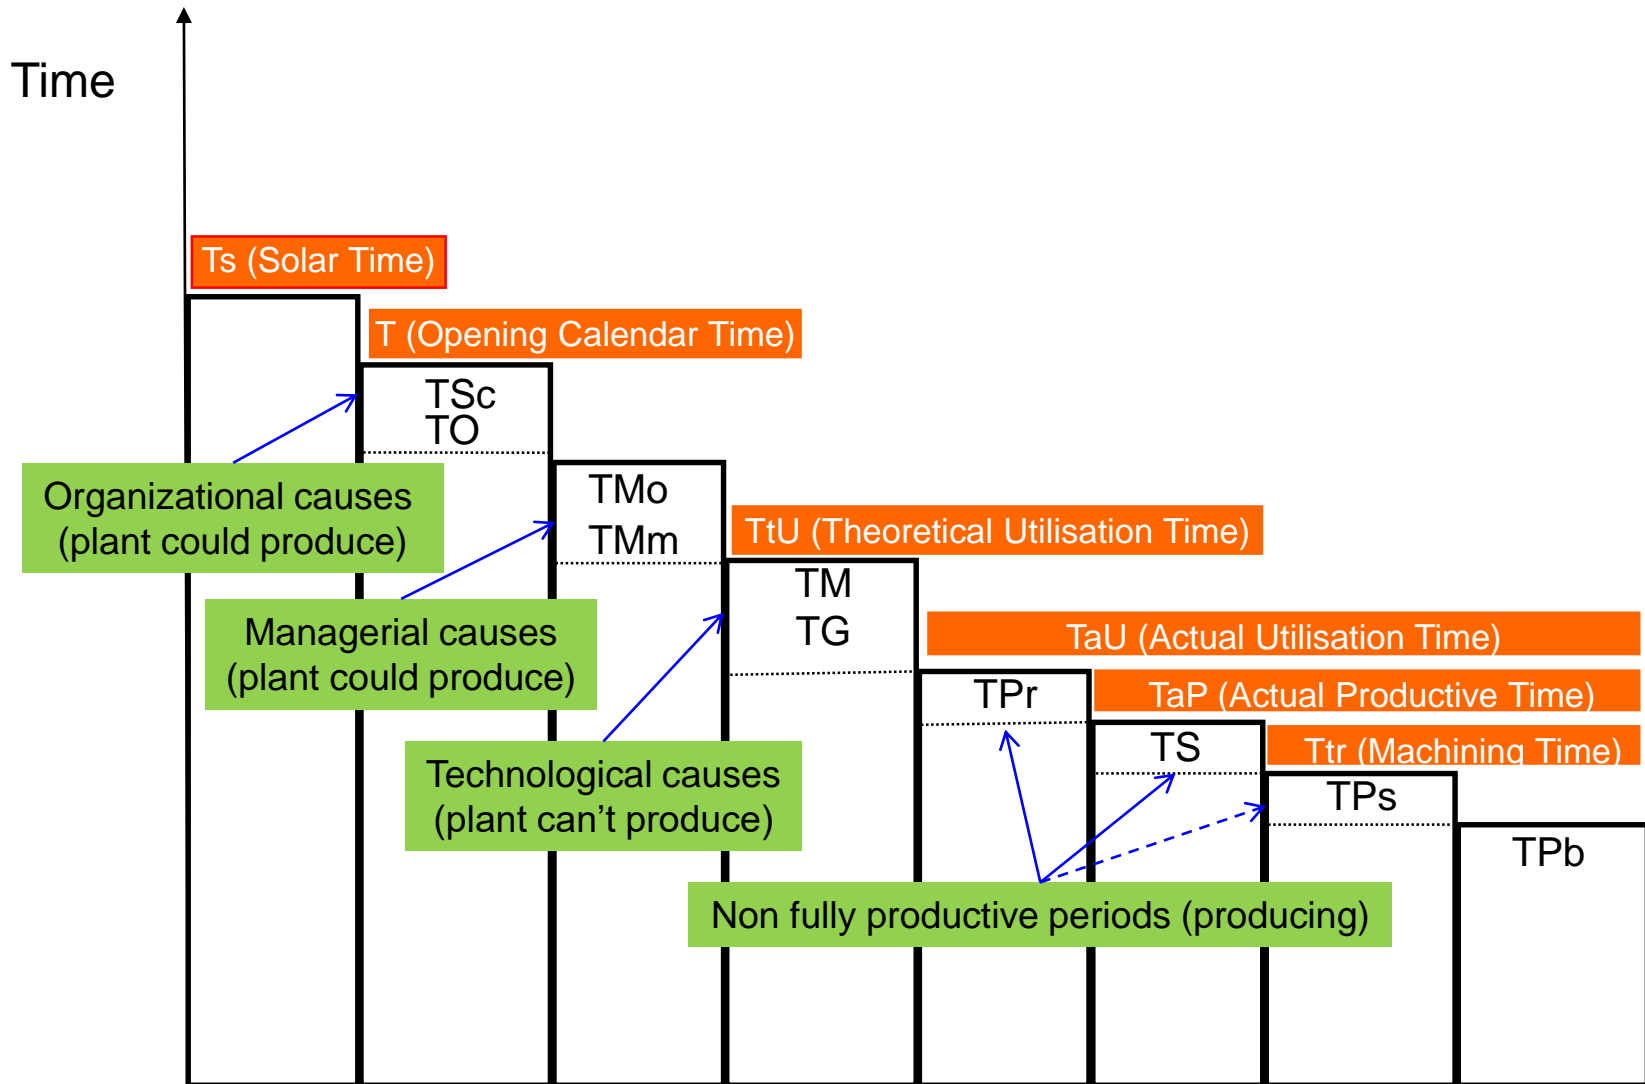 Time
Ts (Solar Time)
T (Opening Calendar Time)
TSc
TO
Organizational causes
(plant could produce)
TMo
TMm
TtU (Theoretical Utilisation Time)
Managerial causes
(plant could produce)
TM
TG
TaU (Actual Utilisation Time)
TPr
TaP (Actual Productive Time)
Technological causes
(plant can’t produce)
TS
Ttr (Machining Time)
TPs
TPb
Non fully productive periods (producing)